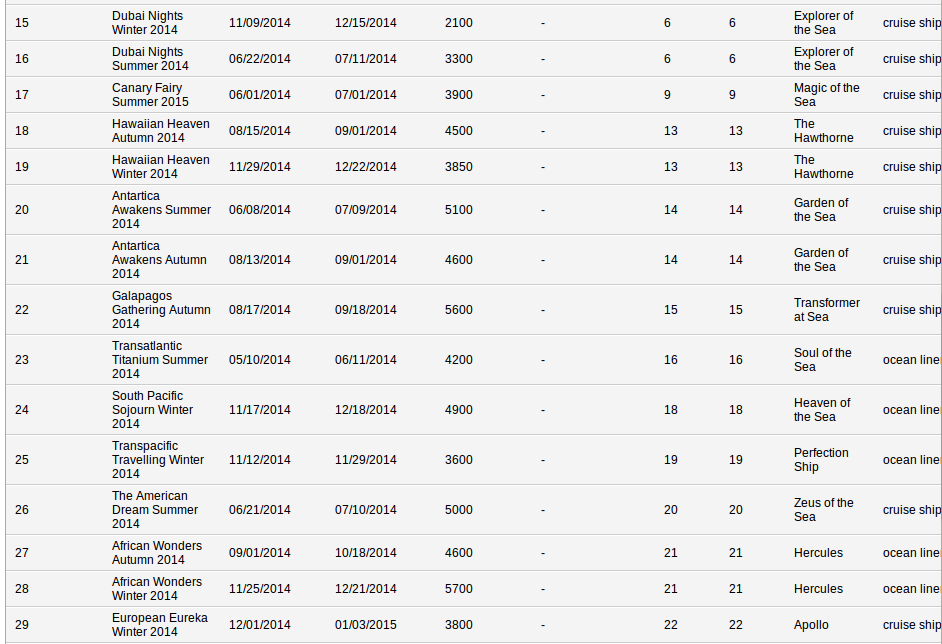 15 Dubai Nights Winter 2014 11/09/2014 12/15/2014 2100 - 6 6 Explorer of the Sea cruise ship
16 Dubai Nights Summer 2014 06/22/2014 07/11/2014 3300 - 6 6 Explorer of the Sea cruise ship
17 Canary Fairy Summer 2015 06/01/2014 07/01/2014 3900 - 9 9 Magic of the Sea cruise ship
18 Hawaiian Heaven Autumn 2014 08/15/2014 09/01/2014 4500 - 13 13 The Hawthorne cruise ship
19 Hawaiian Heaven Winter 2014 11/29/2014 12/22/2014 3850 - 13 13 The Hawthorne cruise ship
20 Antartica Awakens Summer 2014 06/08/2014 07/09/2014 5100 - 14 14 Garden of the Sea cruise ship
21 Antartica Awakens Autumn 2014 08/13/2014 09/01/2014 4600 - 14 14 Garden of the Sea cruise ship
22 Galapagos Gathering Autumn 2014 08/17/2014 09/18/2014 5600 - 15 15 Transformer at Sea cruise ship
23 Transatlantic Titanium Summer 2014 05/10/2014 06/11/2014 4200 - 16 16 Soul of the Sea ocean liner
24 South Pacific Sojourn Winter 2014 11/17/2014 12/18/2014 4900 - 18 18 Heaven of the Sea ocean liner
25 Transpacific Travelling Winter 2014 11/12/2014 11/29/2014 3600 - 19 19 Perfection Ship ocean liner
26 The American Dream Summer 2014 06/21/2014 07/10/2014 5000 - 20 20 Zeus of the Sea cruise ship
27 African Wonders Autumn 2014 09/01/2014 10/18/2014 4600 - 21 21 Hercules ocean liner
28 African Wonders Winter 2014 11/25/2014 12/21/2014 5700 - 21 21 Hercules ocean liner
29 European Eureka Winter 2014 12/01/2014 01/03/2015 3800 - 22 22 Apollo cruise ship